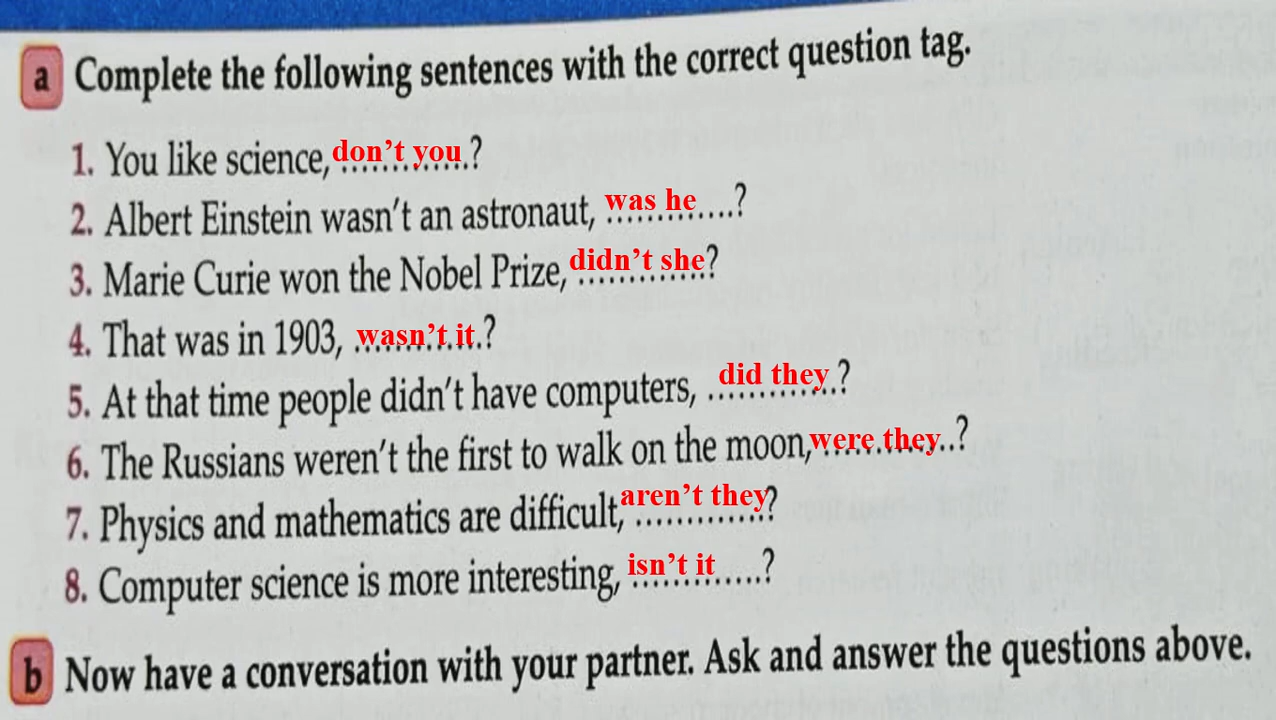 a Complete the following sentences with the correct question tag.
1. You like science, don't you.?
2. Albert Einstein wasn't an astronaut, was he......?
3. Marie Curie won the Nobel Prize, didn't she?
4. That was in 1903, wasn't it.?
5. At that time people didn't have computers, did they.?
6. The Russians weren't the first to walk on the moon, were they..?
7. Physics and mathematics are difficult, aren't they?
8. Computer science is more interesting, isn't it.....?
b Now have a conversation with your partner. Ask and answer the questions above.